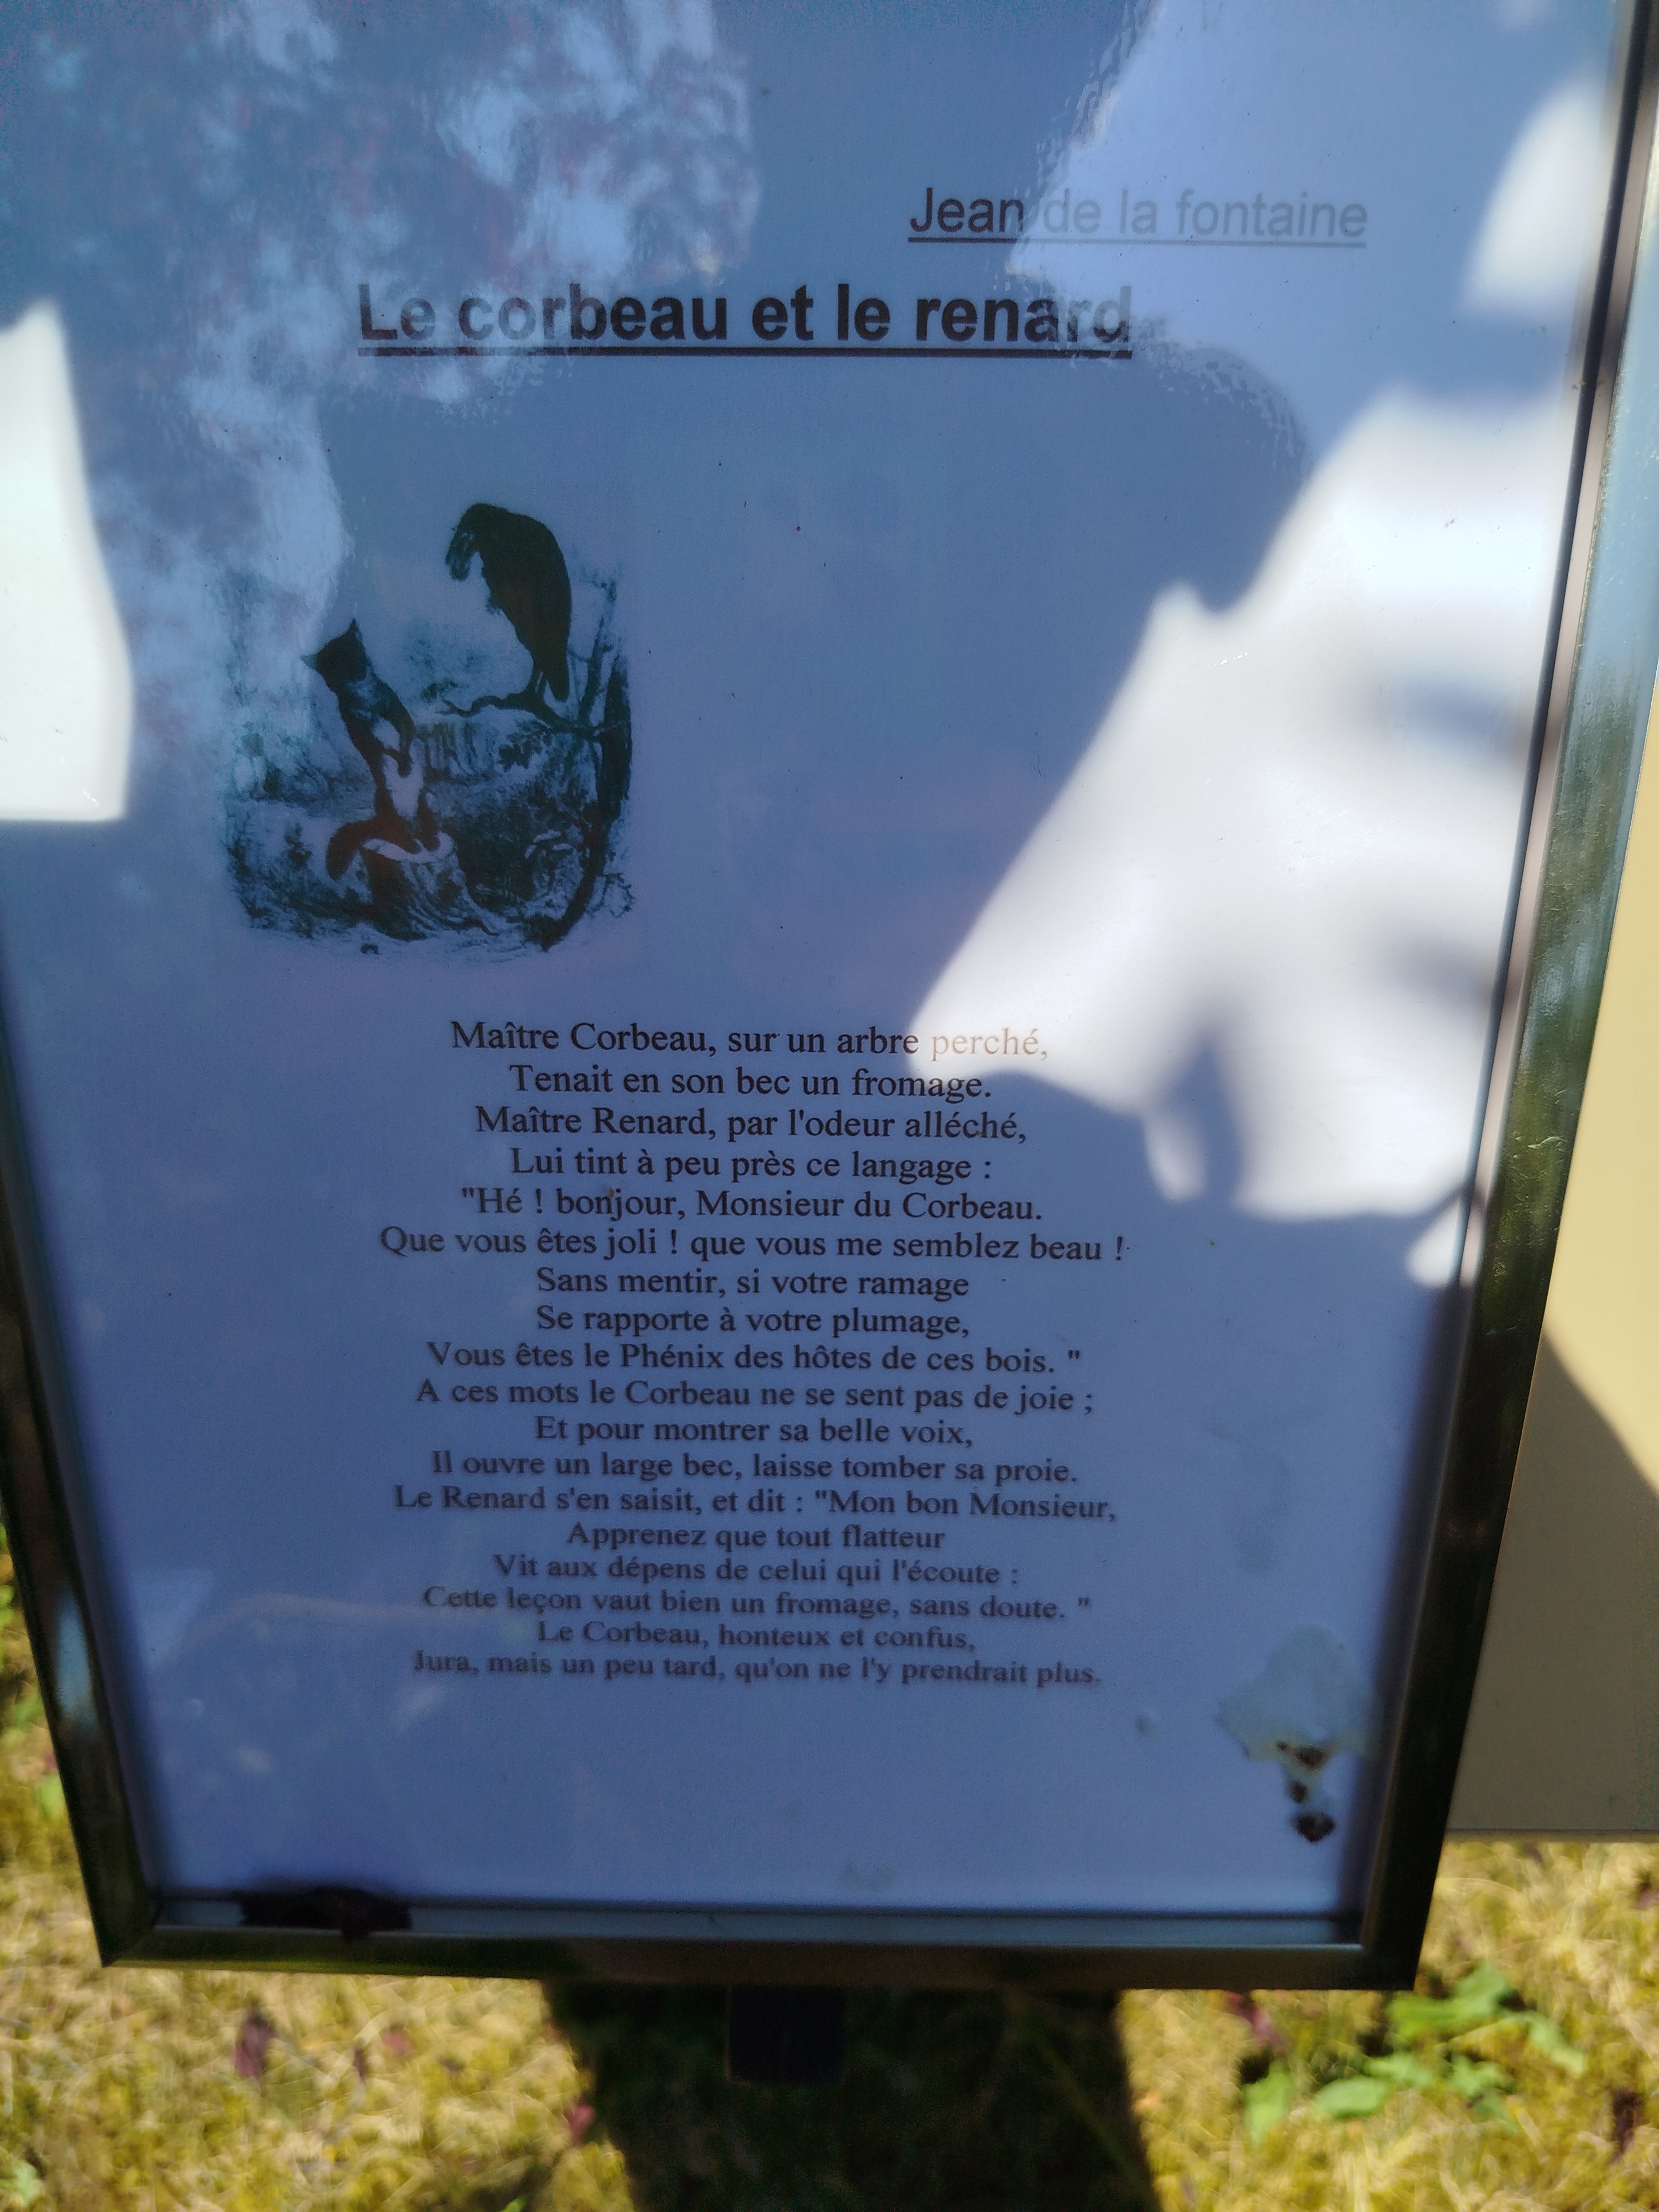 Jean de la fontaine
Le corbeau et le renard
Maître Corbeau, sur un arbre perché,
Tenait en son bec un fromage.
Maître Renard, par l'odeur alléché,
Lui tint à peu près ce langage :
"Hé ! bonjour, Monsieur du Corbeau.
Que vous êtes joli ! que vous me semblez beau !
Sans mentir, si votre ramage
Se rapporte à votre plumage,
Vous êtes le Phénix des hôtes de ces bois. "
A ces mots le Corbeau ne se sent pas de joie ;
Et pour montrer sa belle voix,
Il ouvre un large bec, laisse tomber sa proie.
Le Renard s'en saisit, et dit : "Mon bon Monsieur,
Apprenez que tout flatteur
Vit aux dépens de celui qui l'écoute :
Cette leçon vaut bien un fromage, sans doute. "
Le Corbeau, honteux et confus,
Jura, mais un peu tard, qu'on ne l'y prendrait plus.